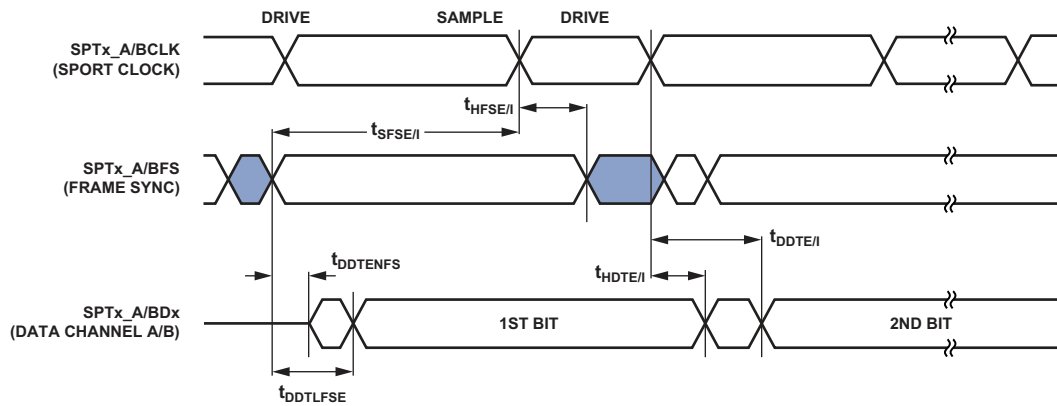 DRIVE SAMPLE DRIVE
SPTx_A/BCLK
(SPORT CLOCK)
tHFSE/I
tSFSE/I
SPTx_A/BFS
(FRAME SYNC)
tDDTE/I
tDDTENFS
tHDTE/I
SPTx_A/BDx
(DATA CHANNEL A/B)
1ST BIT 2ND BIT
tDDTLFSE